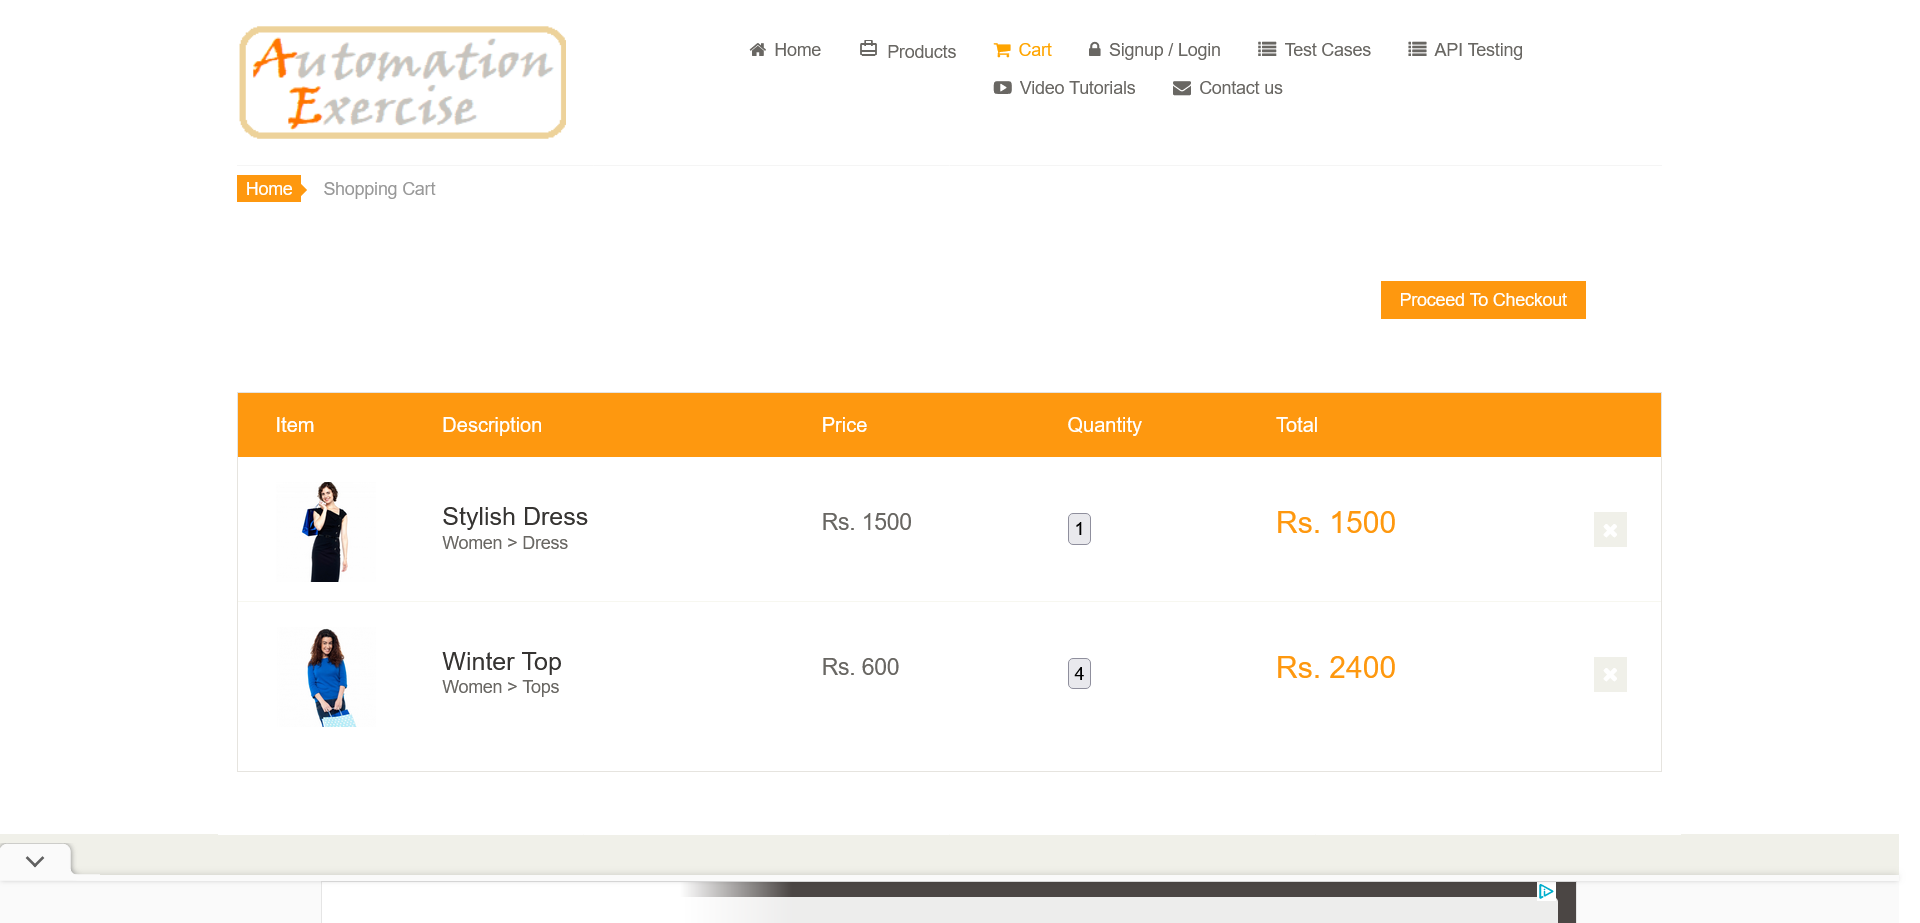 Automation
Exercise
Home
Products
Cart
Signup / Login
Test Cases
API Testing
Video Tutorials
Contact us
Home
Shopping Cart
Proceed To Checkout
Item Description Price Quantity Total
Stylish Dress
Women > Dress
Rs. 1500
1
Rs. 1500
Winter Top
Women > Tops
Rs. 600
4
Rs. 2400